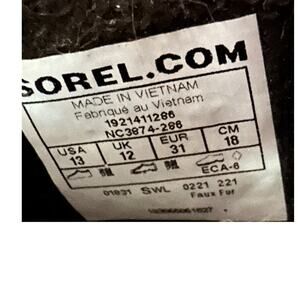 SOREL.COM
MADE IN VIETNAM
Fabriqué au Vietnam
1921411286
NC3874-286
USA UK EUR CM
13 12 31 18
ECA-6
01831 SWL 0221 221
Faux Fur